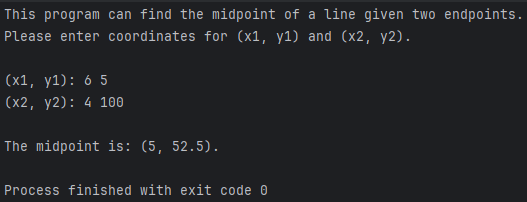 This program can find the midpoint of a line given two endpoints.
Please enter coordinates for (x1, y1) and (x2, y2).
(x1, y1): 6 5
(x2, y2): 4 100
The midpoint is: (5, 52.5).
Process finished with exit code 0